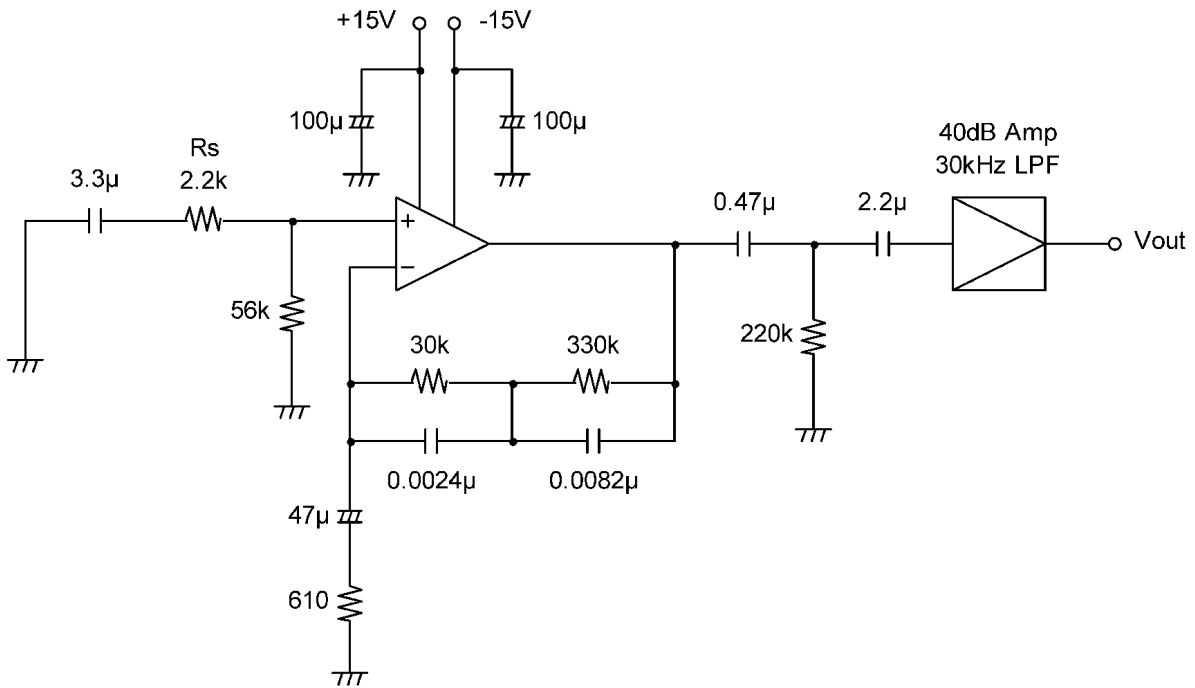 +15V
-15V
100µ
100µ
40dB Amp
30kHz LPF
Rs
2.2k
3.3µ
0.47µ
2.2µ
+
−
Vout
56k
220k
30k
330k
0.0024µ
0.0082µ
47µ
610